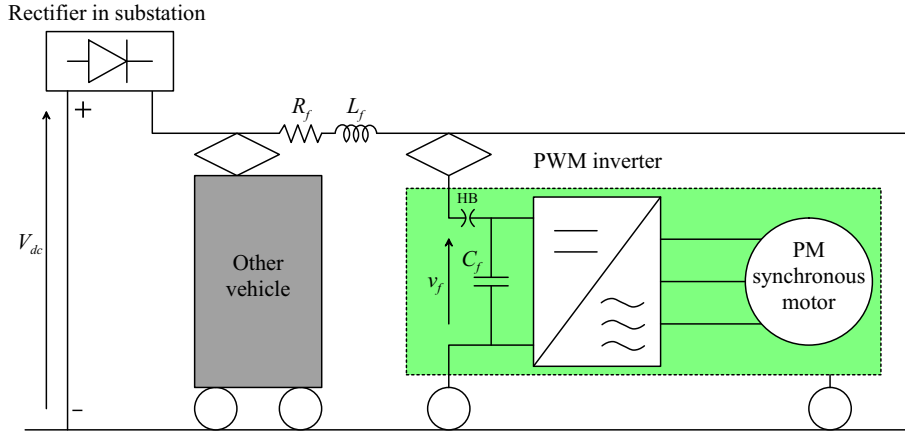 Rectifier in substation
+
R_f
L_f
PWM inverter
HB
V_dc
Other
vehicle
v_f
C_f
PM
synchronous
motor
−